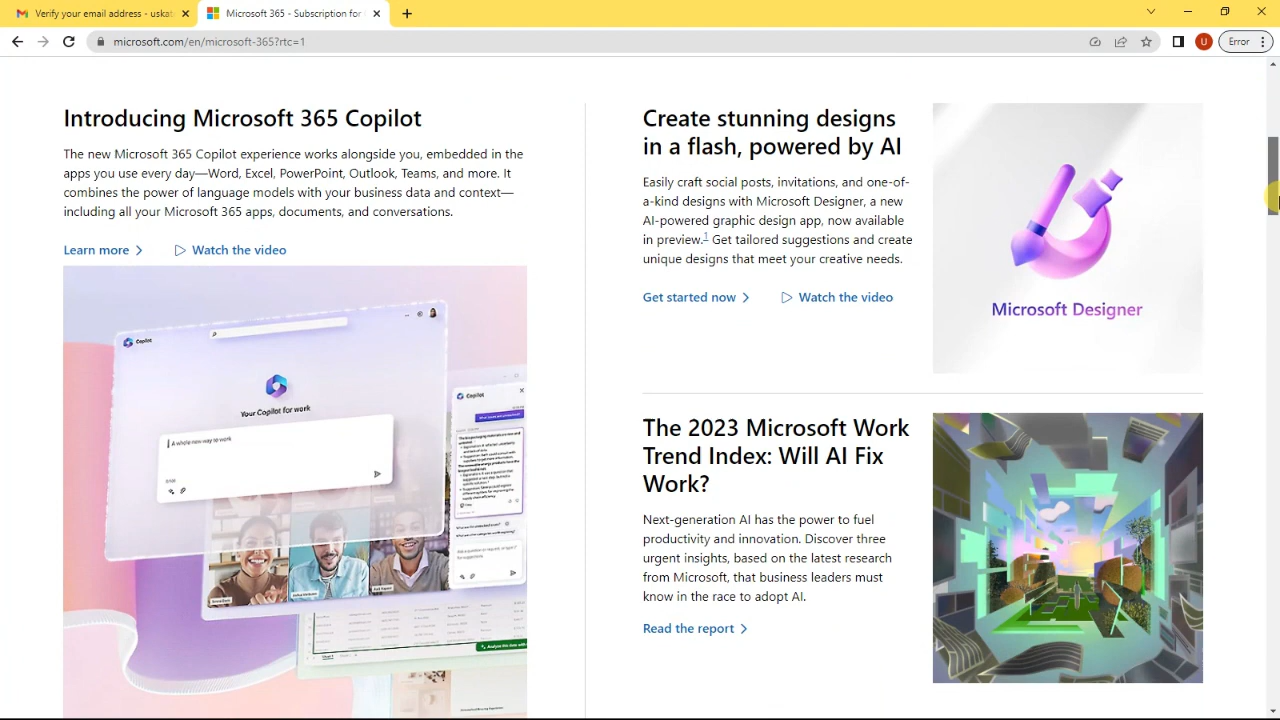 Verify your email address - uskat
Microsoft 365 - Subscription for
microsoft.com/en/microsoft-365?rtc=1
U
Error
Introducing Microsoft 365 Copilot
The new Microsoft 365 Copilot experience works alongside you, embedded in the
apps you use every day—Word, Excel, PowerPoint, Outlook, Teams, and more. It
combines the power of language models with your business data and context—
including all your Microsoft 365 apps, documents, and conversations.
Learn more
Watch the video
Copilot
Your Copilot for work
A whole new way to work
Copilot
Create stunning designs
in a flash, powered by AI
Easily craft social posts, invitations, and one-of-
a-kind designs with Microsoft Designer, a new
AI-powered graphic design app, now available
in preview.1 Get tailored suggestions and create
unique designs that meet your creative needs.
Get started now
Watch the video
Microsoft Designer
The 2023 Microsoft Work
Trend Index: Will AI Fix
Work?
Next-generation AI has the power to fuel
productivity and innovation. Discover three
urgent insights, based on the latest research
from Microsoft, that business leaders must
know in the race to adopt AI.
Read the report